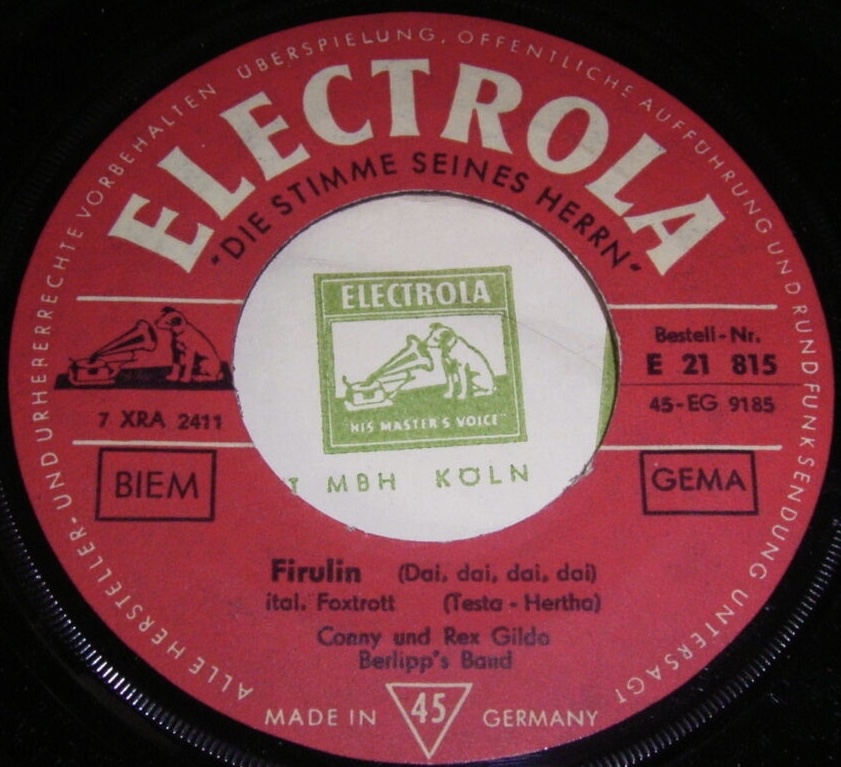 ALLE HERSTELLER- UND URHEBERRECHTE VORBEHALTEN ÜBERSPIELUNG, ÖFFENTLICHE AUFFÜHRUNG UND RUNDFUNKSENDUNG UNTERSAGT
ELECTROLA
"DIE STIMME SEINES HERRN"
ELECTROLA
"HIS MASTER'S VOICE"
MBH KÖLN
7 XRA 2411
Bestell-Nr.
E 21 815
45-EG 9185
BIEM
GEMA
Firulin (Dai, dai, dai, dai)
ital. Foxtrott (Testa - Hertha)
Conny und Rex Gildo
Berlipp's Band
MADE IN 45 GERMANY